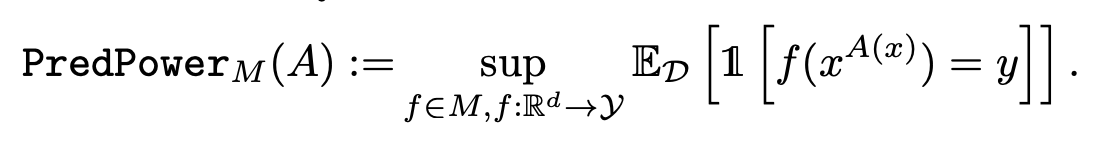 PredPower_M(A) := sup_{f∈M, f:ℝ^d→𝒴} 𝔼_𝒟 [𝟙 [f(x^{A(x)}) = y]] .